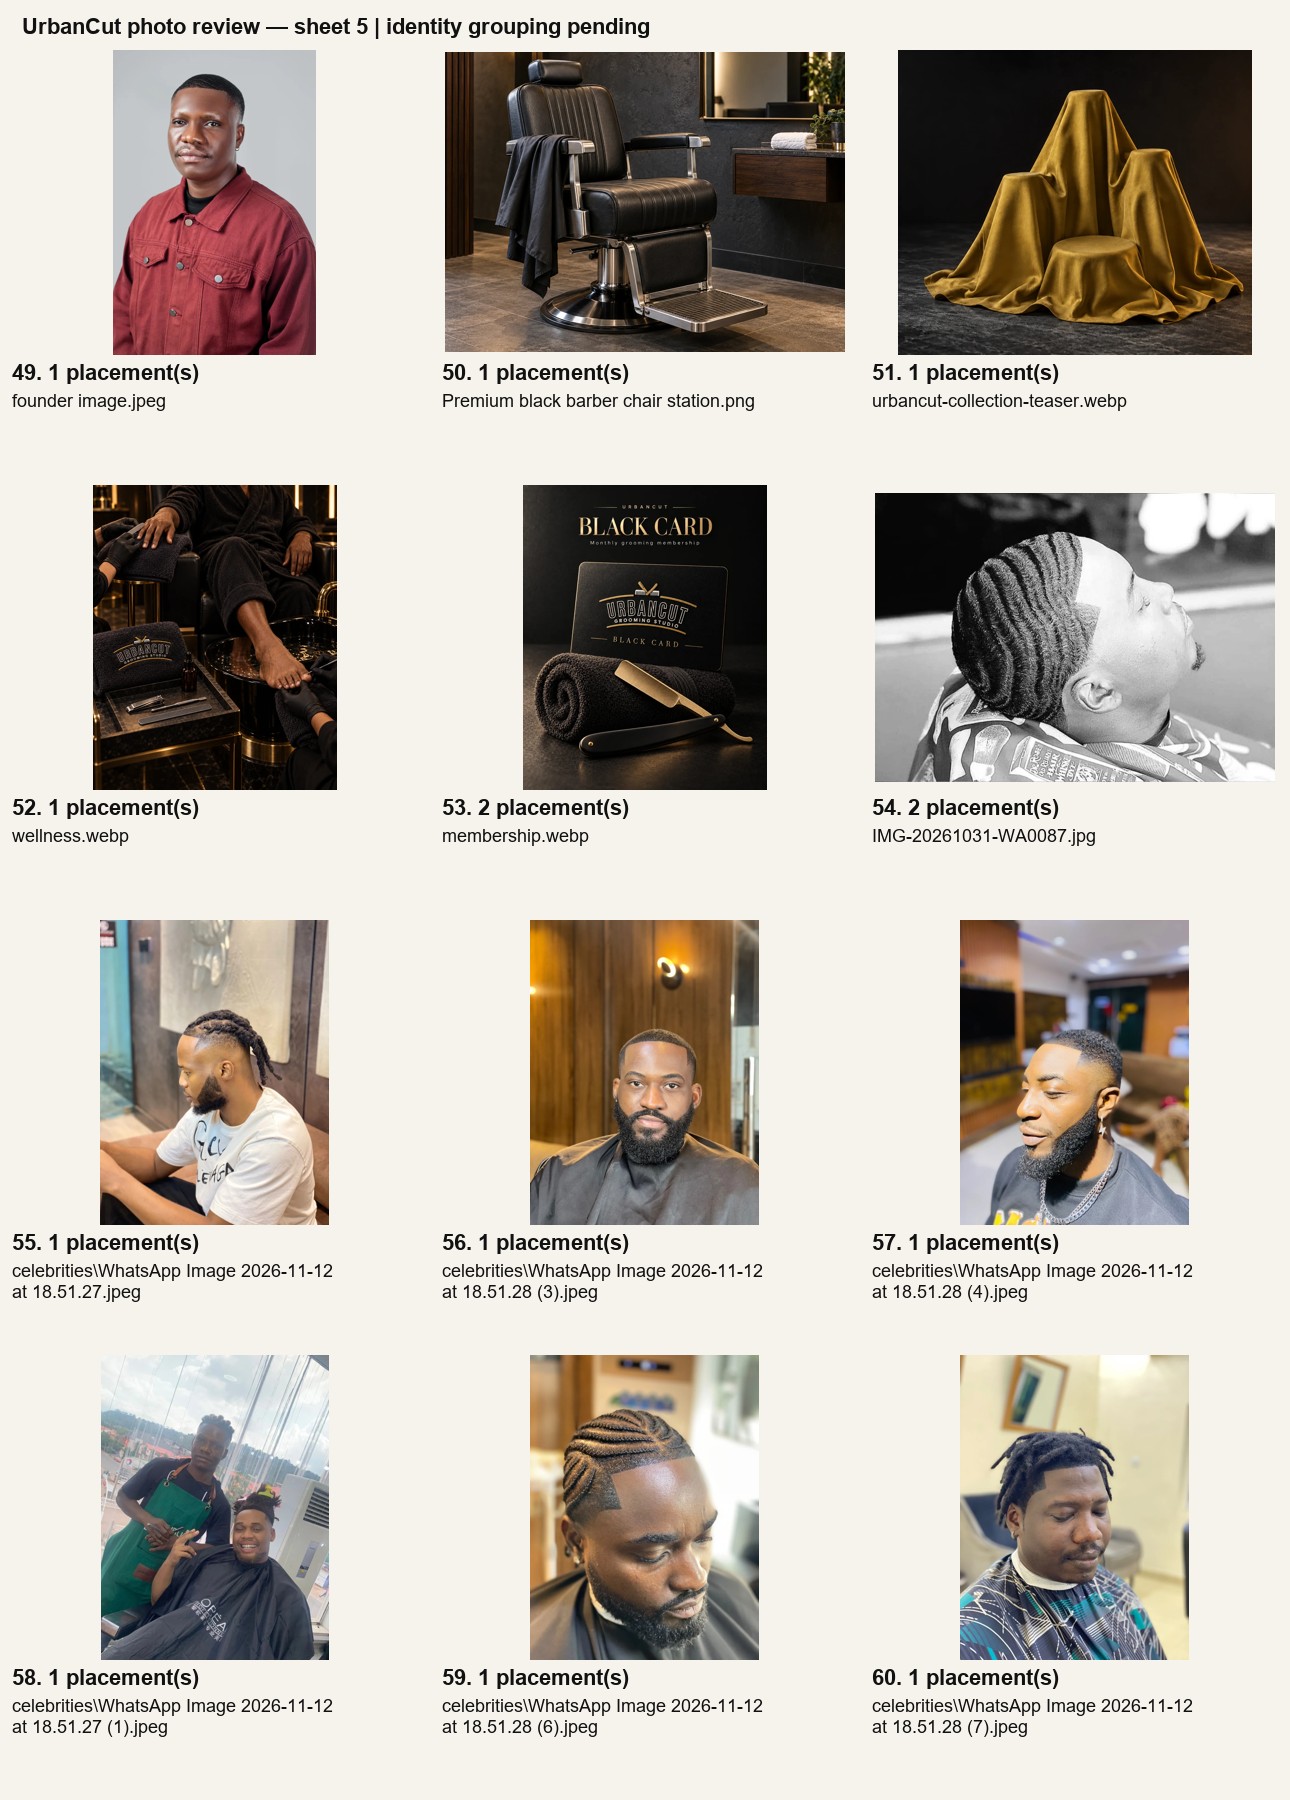 UrbanCut photo review — sheet 5 | identity grouping pending
49. 1 placement(s)
founder image.jpeg
50. 1 placement(s)
Premium black barber chair station.png
51. 1 placement(s)
urbancut-collection-teaser.webp
URBANCUT
GROOMING STUDIO
52. 1 placement(s)
wellness.webp
URBANCUT
BLACK CARD
Monthly grooming membership
URBANCUT
GROOMING STUDIO
BLACK CARD
53. 2 placement(s)
membership.webp
54. 2 placement(s)
IMG-20261031-WA0087.jpg
55. 1 placement(s)
celebrities\WhatsApp Image 2026-11-12
at 18.51.27.jpeg
56. 1 placement(s)
celebrities\WhatsApp Image 2026-11-12
at 18.51.28 (3).jpeg
57. 1 placement(s)
celebrities\WhatsApp Image 2026-11-12
at 18.51.28 (4).jpeg
58. 1 placement(s)
celebrities\WhatsApp Image 2026-11-12
at 18.51.27 (1).jpeg
59. 1 placement(s)
celebrities\WhatsApp Image 2026-11-12
at 18.51.28 (6).jpeg
60. 1 placement(s)
celebrities\WhatsApp Image 2026-11-12
at 18.51.28 (7).jpeg